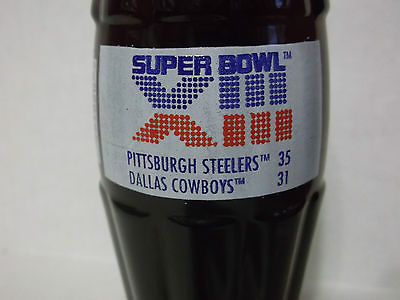 SUPER BOWL™
XIII
PITTSBURGH STEELERS™ 35
DALLAS COWBOYS™ 31